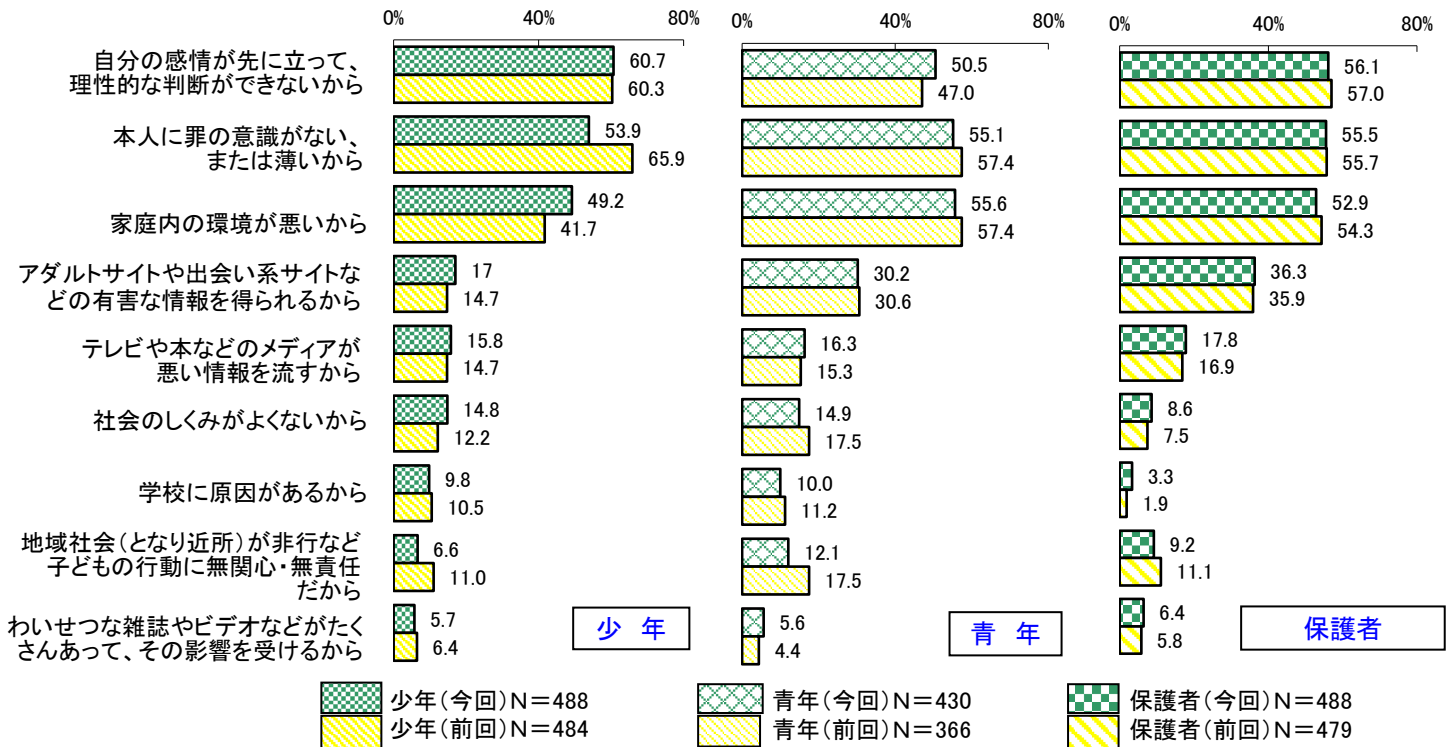 0% 40% 80% 0% 40% 80% 0% 40% 80%
自分の感情が先に立って、
理性的な判断ができないから
60.7 50.5 56.1
60.3 47.0 57.0
本人に罪の意識がない、
または薄いから
53.9 55.1 55.5
65.9 57.4 55.7
家庭内の環境が悪いから
49.2 55.6 52.9
41.7 57.4 54.3
アダルトサイトや出会い系サイトな
どの有害な情報を得られるから
17 30.2 36.3
14.7 30.6 35.9
テレビや本などのメディアが
悪い情報を流すから
15.8 16.3 17.8
14.7 15.3 16.9
社会のしくみがよくないから
14.8 14.9 8.6
12.2 17.5 7.5
学校に原因があるから
9.8 10.0 3.3
10.5 11.2 1.9
地域社会(となり近所)が非行など
子どもの行動に無関心・無責任
だから
6.6 12.1 9.2
11.0 17.5 11.1
わいせつな雑誌やビデオなどがたく
さんあって、その影響を受けるから
5.7 5.6 6.4
6.4 4.4 5.8
少 年 青 年 保護者
少年(今回)N=488 青年(今回)N=430 保護者(今回)N=488
少年(前回)N=484 青年(前回)N=366 保護者(前回)N=479